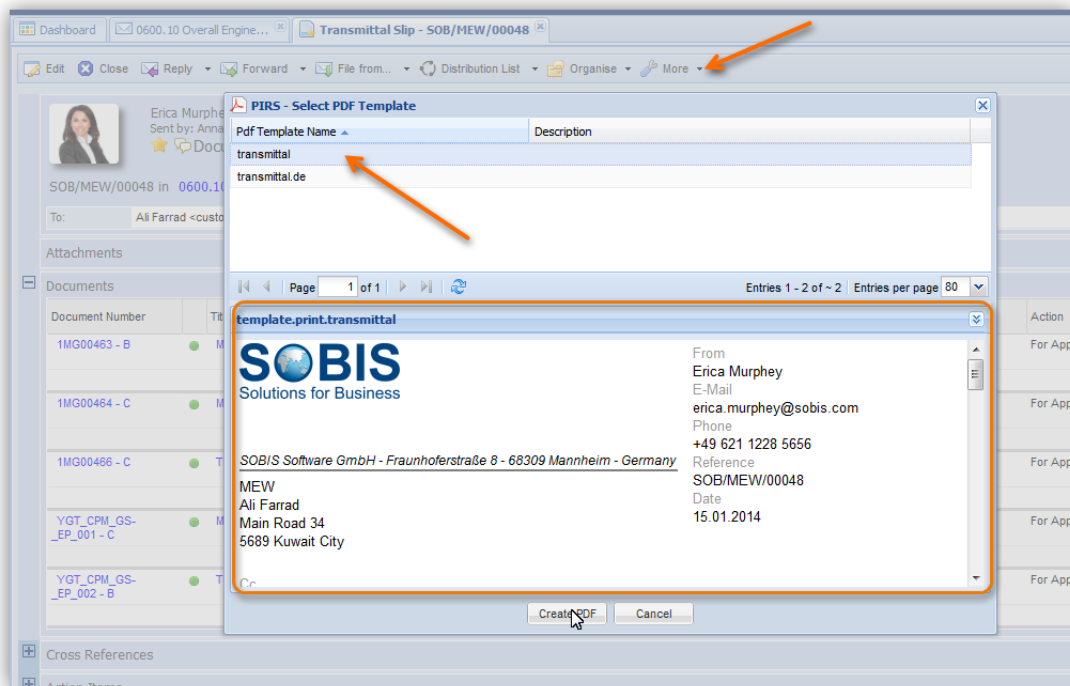 Dashboard
0600.10 Overall Engine...
Transmittal Slip - SOB/MEW/00048
Edit Close Reply Forward File from... Distribution List Organise More
Erica Murphe
Sent by: Anna
Docu
SOB/MEW/00048 in 0600.10
To: Ali Farrad <custo
Attachments
Documents
Document Number Tit Action
1MG00463 - B M For App
1MG00464 - C M For App
1MG00466 - C T For App
YGT_CPM_GS-
_EP_001 - C M For App
YGT_CPM_GS-
_EP_002 - B T For App
Cross References
Action Items
PIRS - Select PDF Template
Pdf Template Name Description
transmittal
transmittal.de
Page 1 of 1 Entries 1 - 2 of ~ 2 Entries per page 80
template.print.transmittal
SOBIS
Solutions for Business
SOBIS Software GmbH - Fraunhoferstraße 8 - 68309 Mannheim - Germany
MEW
Ali Farrad
Main Road 34
5689 Kuwait City
Cc
From
Erica Murphey
E-Mail
erica.murphey@sobis.com
Phone
+49 621 1228 5656
Reference
SOB/MEW/00048
Date
15.01.2014
Create PDF Cancel